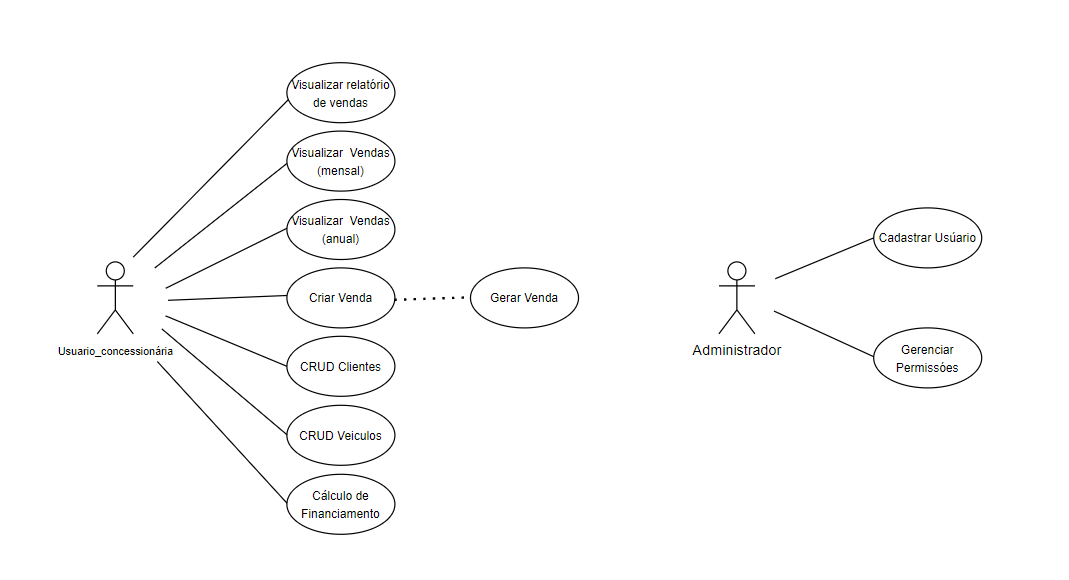 Visualizar relatório
de vendas
Visualizar Vendas
(mensal)
Visualizar Vendas
(anual)
Criar Venda
Gerar Venda
CRUD Clientes
CRUD Veiculos
Cálculo de
Financiamento
Usuario_concessionária
Cadastrar Usúario
Gerenciar
Permissóes
Administrador